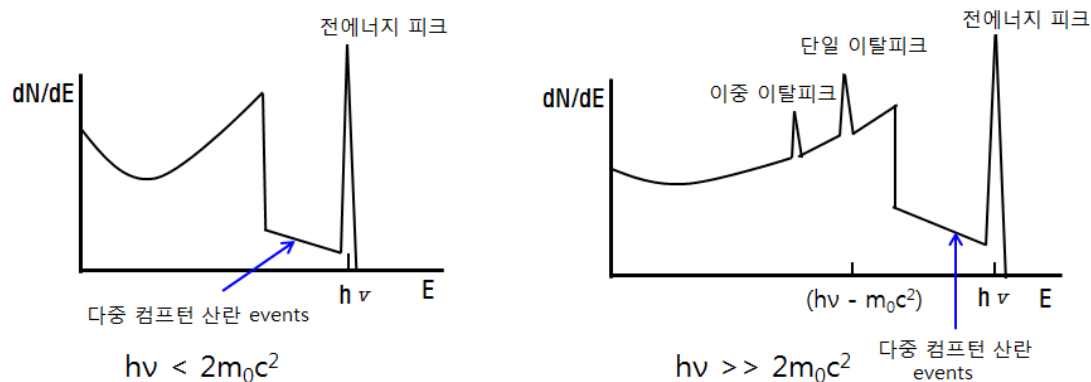 전에너지 피크
dN/dE
hν
E
다중 컴프턴 산란 events
hν < 2m₀c²
전에너지 피크
단일 이탈피크
이중 이탈피크
dN/dE
(hν - m₀c²)
hν
E
다중 컴프턴 산란
events
hν >> 2m₀c²